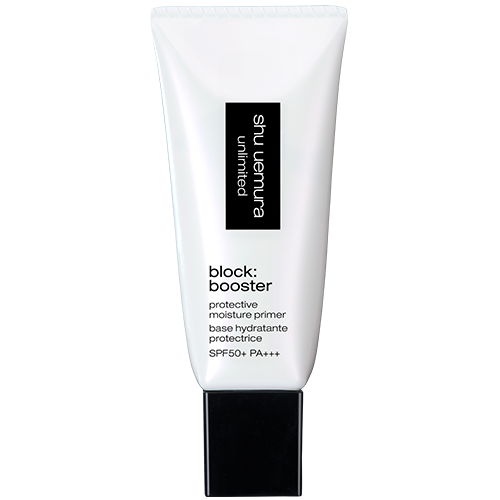 shu uemura
unlimited
block:
booster
protective
moisture primer
base hydratante
protectrice
SPF50+ PA+++